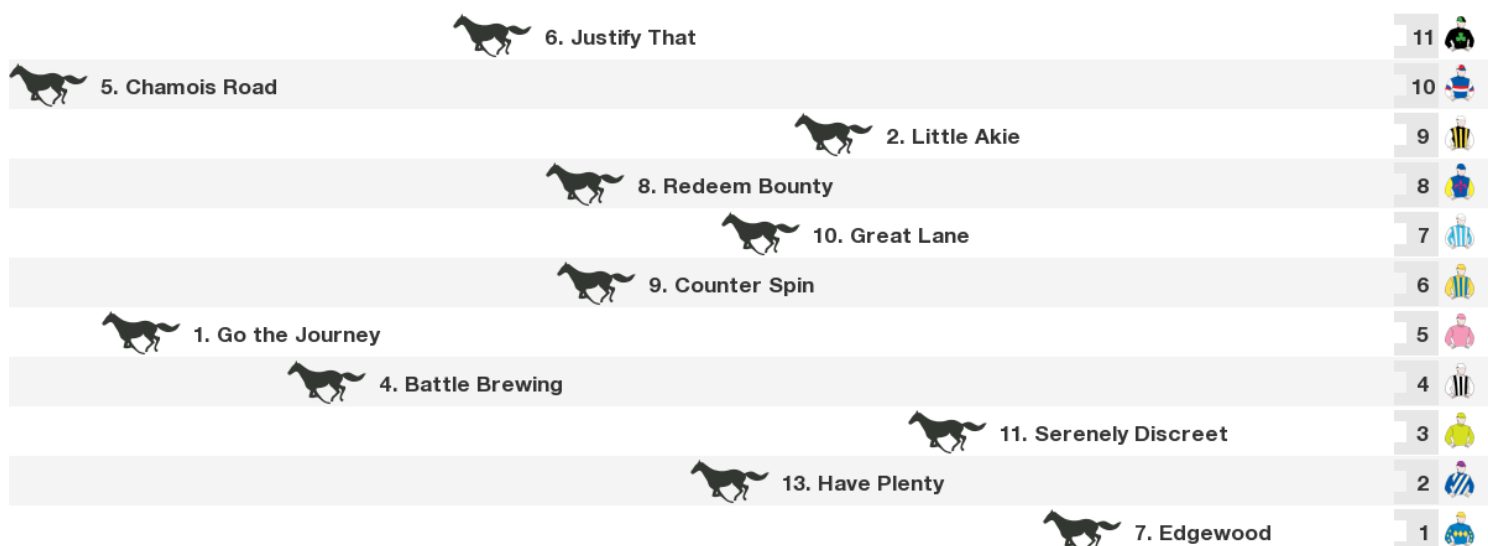 6. Justify That 11
5. Chamois Road 10
2. Little Akie 9
8. Redeem Bounty 8
10. Great Lane 7
9. Counter Spin 6
1. Go the Journey 5
4. Battle Brewing 4
11. Serenely Discreet 3
13. Have Plenty 2
7. Edgewood 1